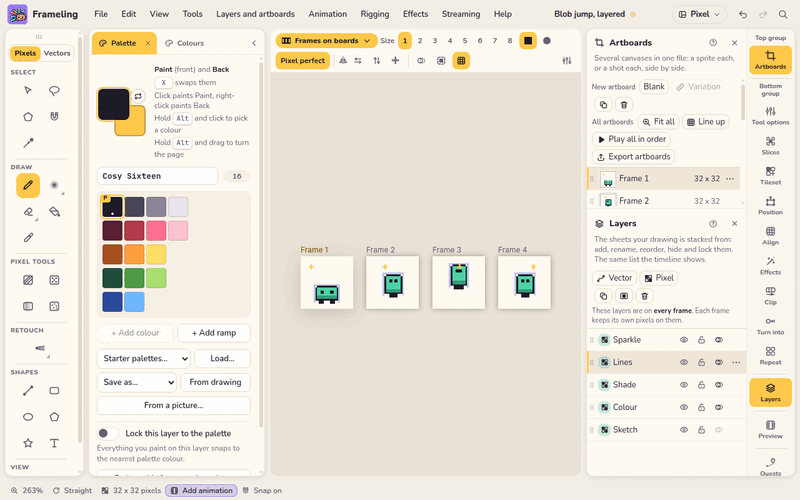 Frameling
File
Edit
View
Tools
Layers and artboards
Animation
Rigging
Effects
Streaming
Help
Blob jump, layered
Pixel
Pixels
Vectors
SELECT
DRAW
PIXEL TOOLS
RETOUCH
SHAPES
VIEW
Palette
Colours
Paint (front) and Back
X swaps them
Click paints Paint, right-
click paints Back
Hold Alt and click to pick
a colour
Hold Alt and drag to turn
the page
Cosy Sixteen
16
P
+ Add colour
+ Add ramp
Starter palettes...
Load...
Save as...
From drawing
From a picture...
Lock this layer to the palette
Everything you paint on this layer snaps to
the nearest palette colour.
Frames on boards
Size
1
2
3
4
5
6
7
8
Pixel perfect
Frame 1
Frame 2
Frame 3
Frame 4
Artboards
Several canvases in one file: a sprite each,
or a shot each, side by side.
New artboard
Blank
Variation
All artboards
Fit all
Line up
Play all in order
Export artboards
Frame 1
32 x 32
Frame 2
32 x 32
Layers
The sheets your drawing is stacked from:
add, rename, reorder, hide and lock them.
The same list the timeline shows.
Vector
Pixel
These layers are on every frame. Each frame
keeps its own pixels on them.
Sparkle
Lines
Shade
Colour
Sketch
Top group
Artboards
Bottom
group
Tool options
Slices
Tileset
Position
Align
Effects
Clip
Turn into
Repeat
Layers
Preview
Quests
263%
Straight
32 x 32 pixels
Add animation
Snap on